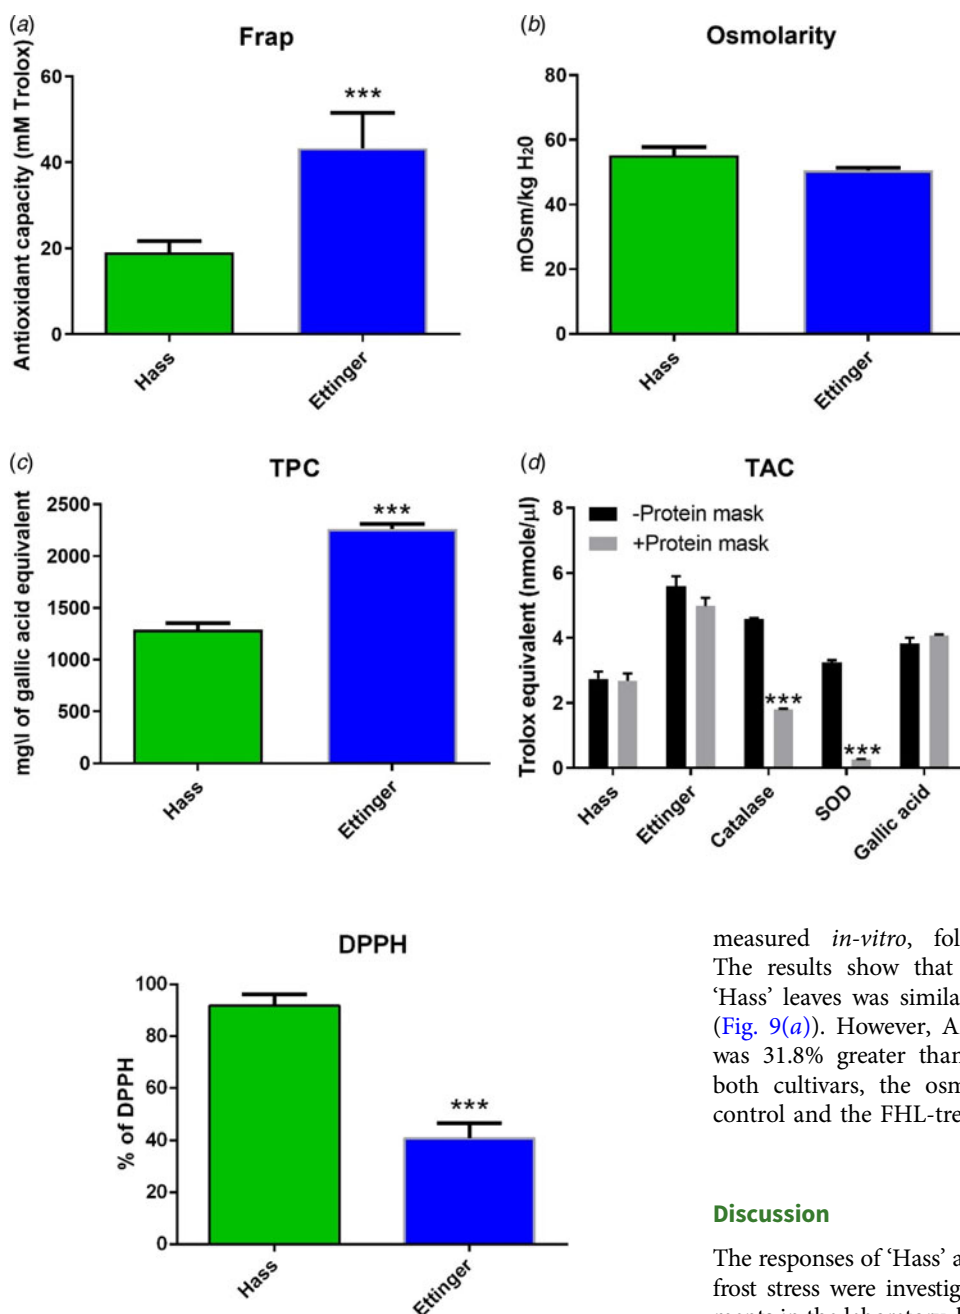 (a)
Frap
Antioxidant capacity (mM Trolox)
60
40
20
0
***
Hass
Ettinger
(b)
Osmolarity
mOsm/kg H20
80
60
40
20
0
Hass
Ettinger
(c)
TPC
mg\l of gallic acid equivalent
2500
2000
1500
1000
500
0
***
Hass
Ettinger
(d)
TAC
Trolox equivalent (nmole/µl)
8
6
4
2
0
-Protein mask
+Protein mask
***
***
Hass
Ettinger
Catalase
SOD
Gallic acid
DPPH
% of DPPH
100
80
60
40
20
0
***
Hass
Ettinger
measured in-vitro, fol
The results show that
‘Hass’ leaves was simila
(Fig. 9(a)). However, A
was 31.8% greater than
both cultivars, the osm
control and the FHL-tre
Discussion
The responses of ‘Hass’ a
frost stress were investig